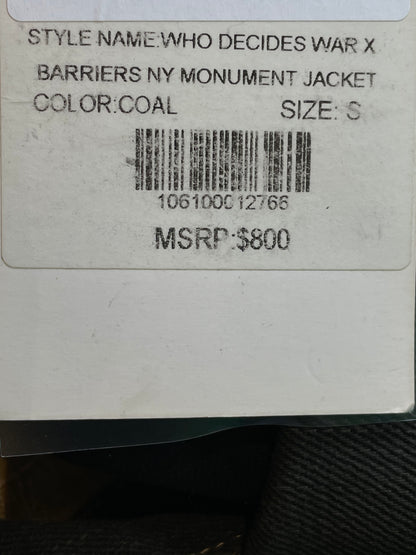 STYLE NAME:WHO DECIDES WAR X
BARRIERS NY MONUMENT JACKET
COLOR:COAL SIZE: S
106100012766
MSRP:$800